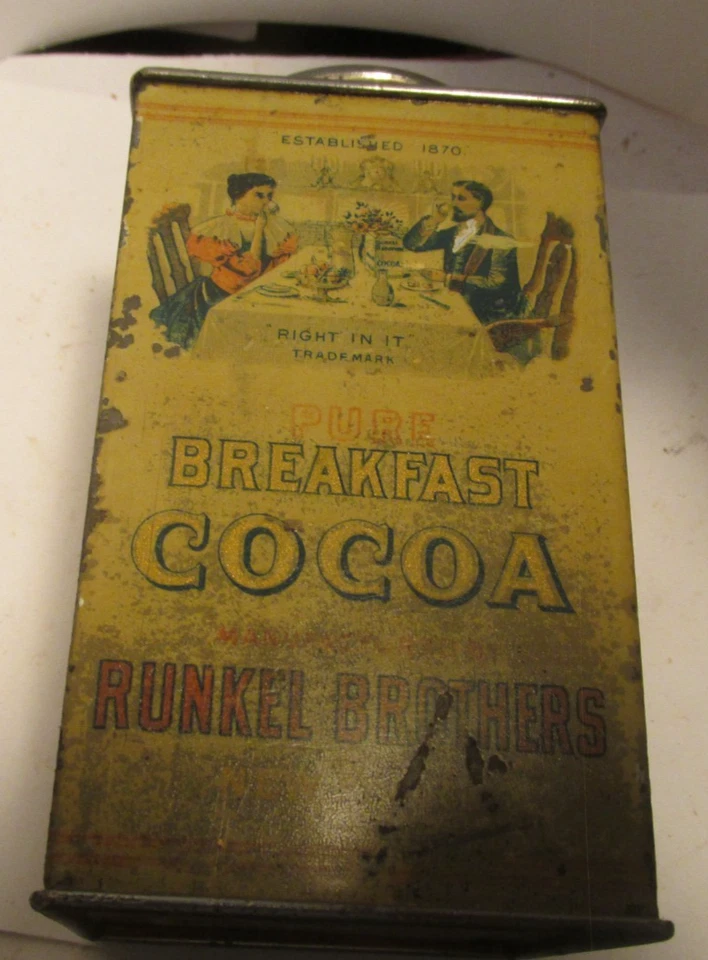 ESTABLISHED 1870.
"RIGHT IN IT."
TRADEMARK
PURE
BREAKFAST
COCOA
RUNKEL BROTHERS